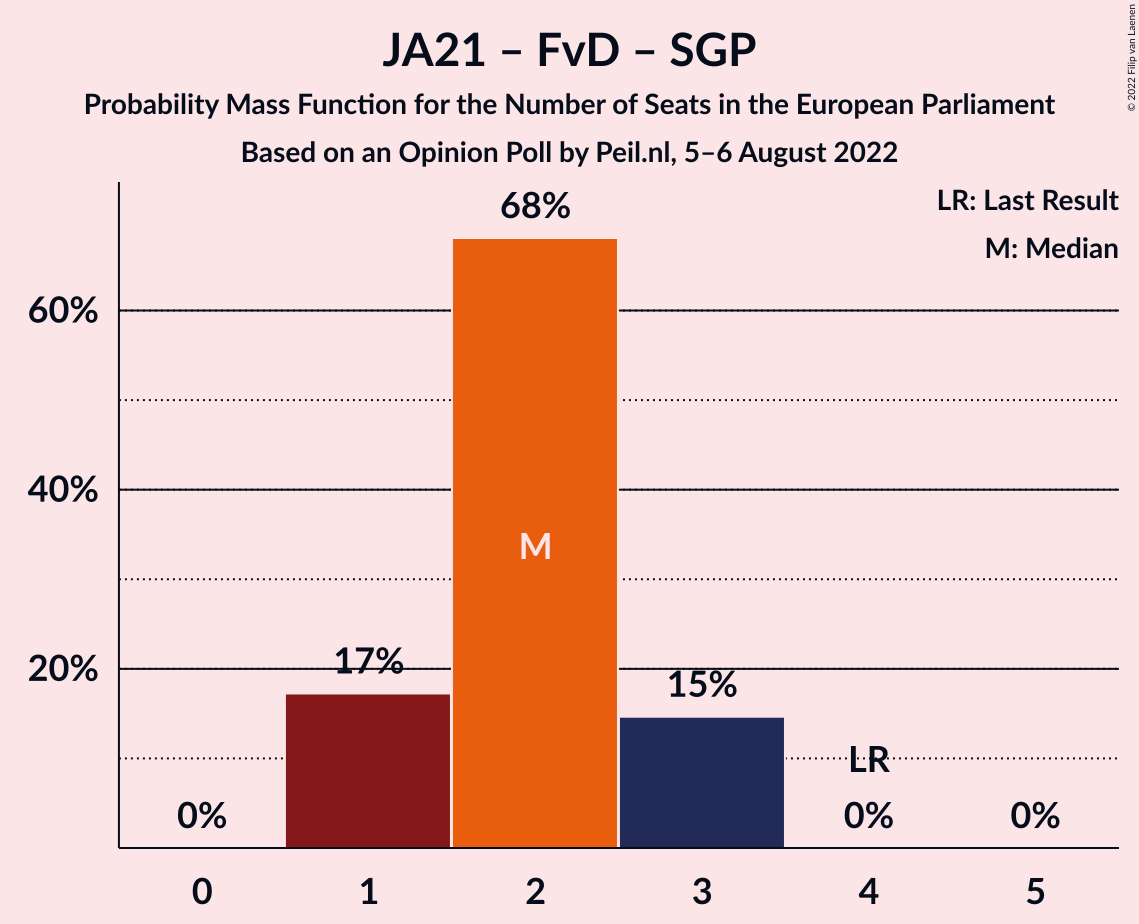 JA21 – FvD – SGP
Probability Mass Function for the Number of Seats in the European Parliament
Based on an Opinion Poll by Peil.nl, 5–6 August 2022
© 2022 Filip van Laenen
LR: Last Result
M: Median
68%
60%
40%
M
20%
17%
15%
LR
0%
0%
0%
0
1
2
3
4
5